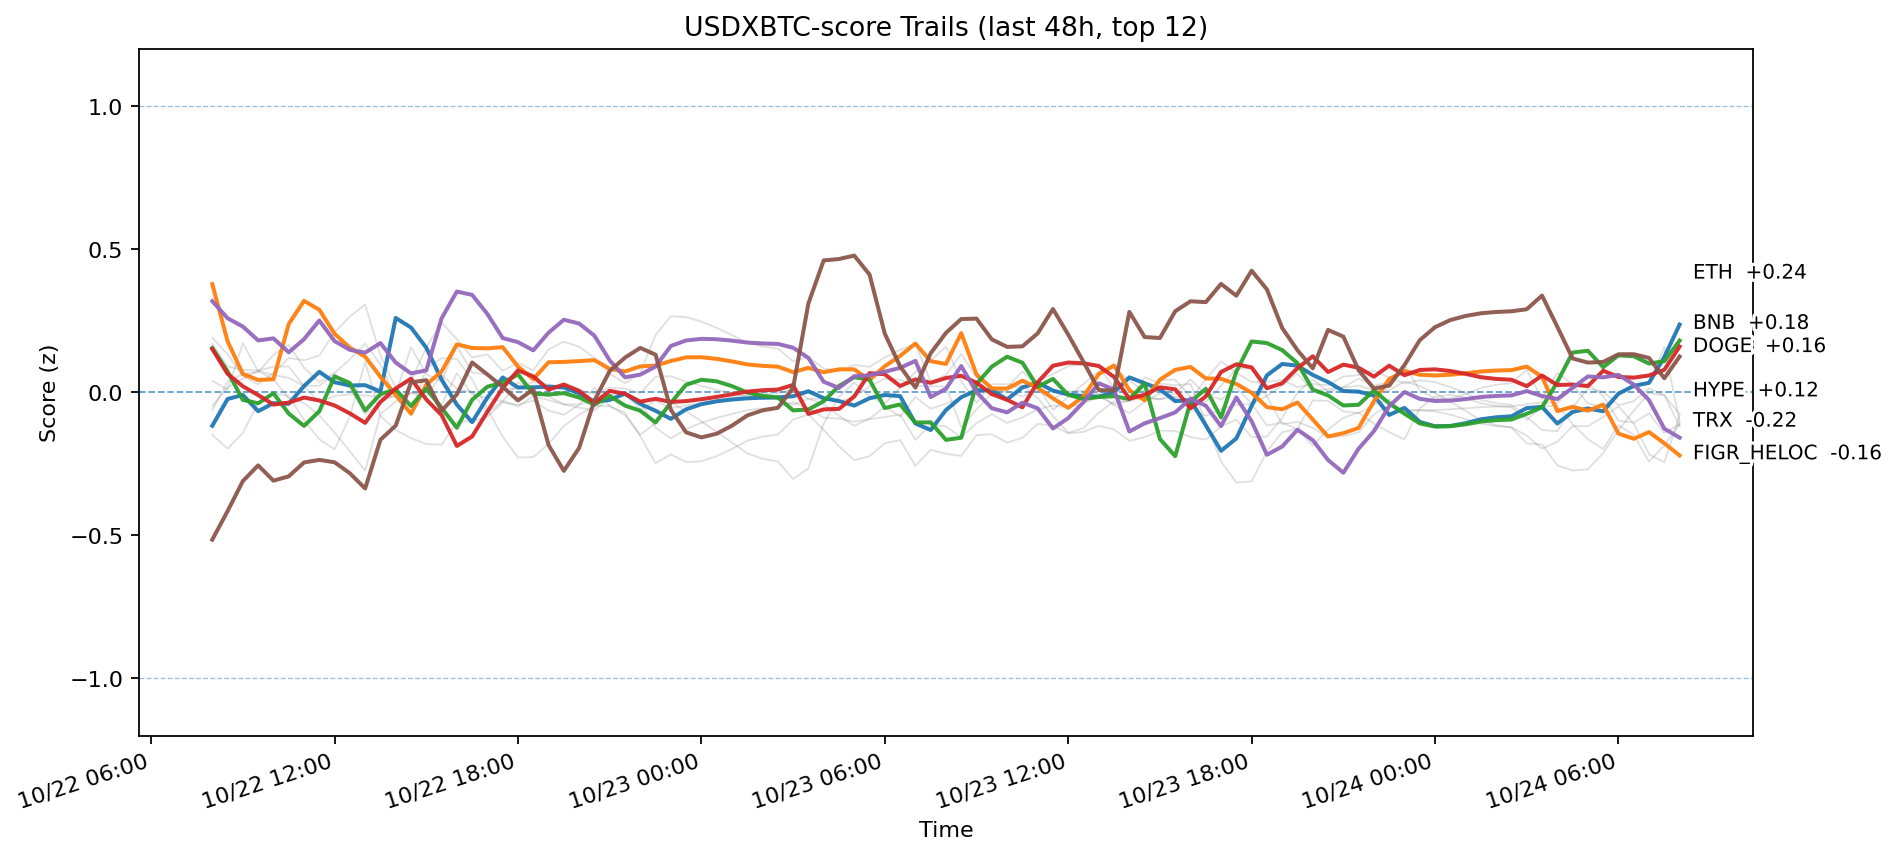 USDXBTC-score Trails (last 48h, top 12)
Score (z)
1.0
0.5
0.0
−0.5
−1.0
ETH +0.24
BNB +0.18
DOGE +0.16
HYPE +0.12
TRX -0.22
FIGR_HELOC -0.16
10/22 06:00
10/22 12:00
10/22 18:00
10/23 00:00
10/23 06:00
10/23 12:00
10/23 18:00
10/24 00:00
10/24 06:00
Time